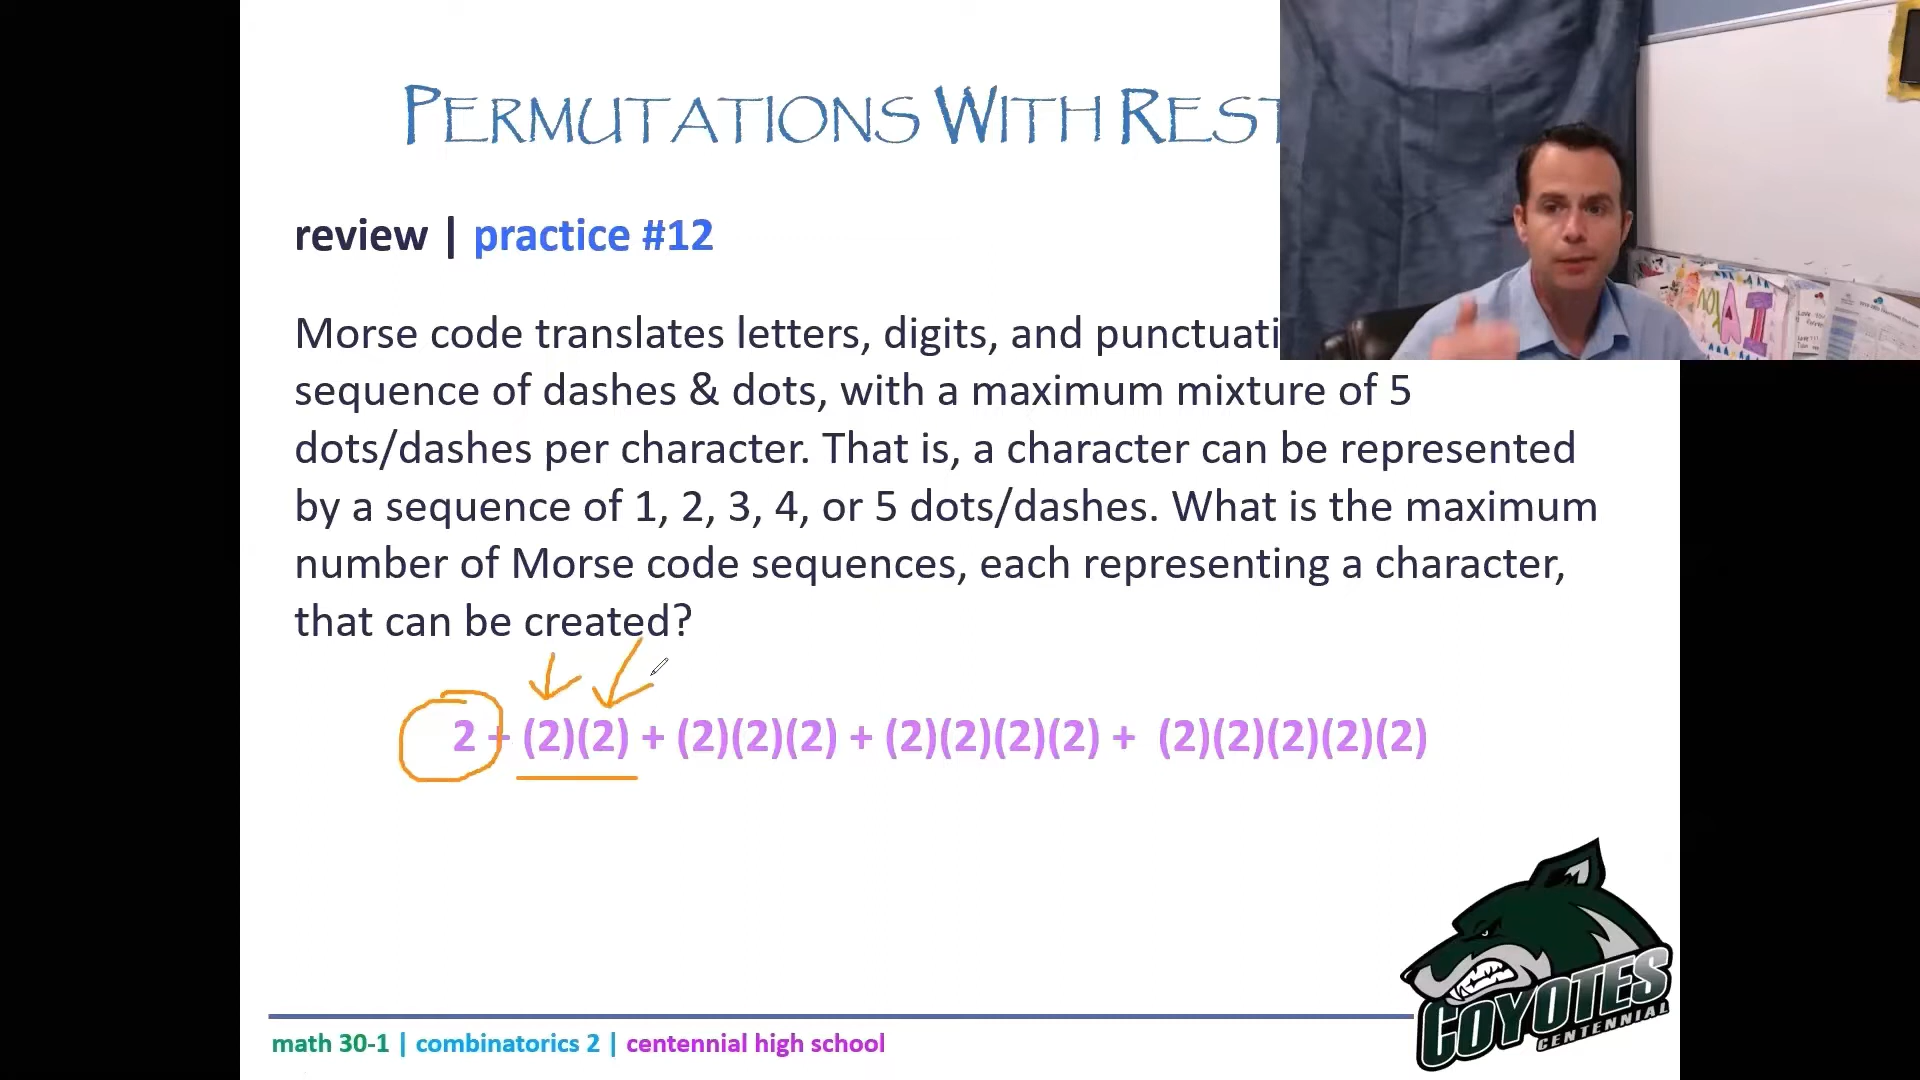 PERMUTATIONS WITH REST
review | practice #12
Morse code translates letters, digits, and punctuati
sequence of dashes & dots, with a maximum mixture of 5
dots/dashes per character. That is, a character can be represented
by a sequence of 1, 2, 3, 4, or 5 dots/dashes. What is the maximum
number of Morse code sequences, each representing a character,
that can be created?
2 + (2)(2) + (2)(2)(2) + (2)(2)(2)(2) + (2)(2)(2)(2)(2)
COYOTES
CENTENNIAL
math 30-1 | combinatorics 2 | centennial high school